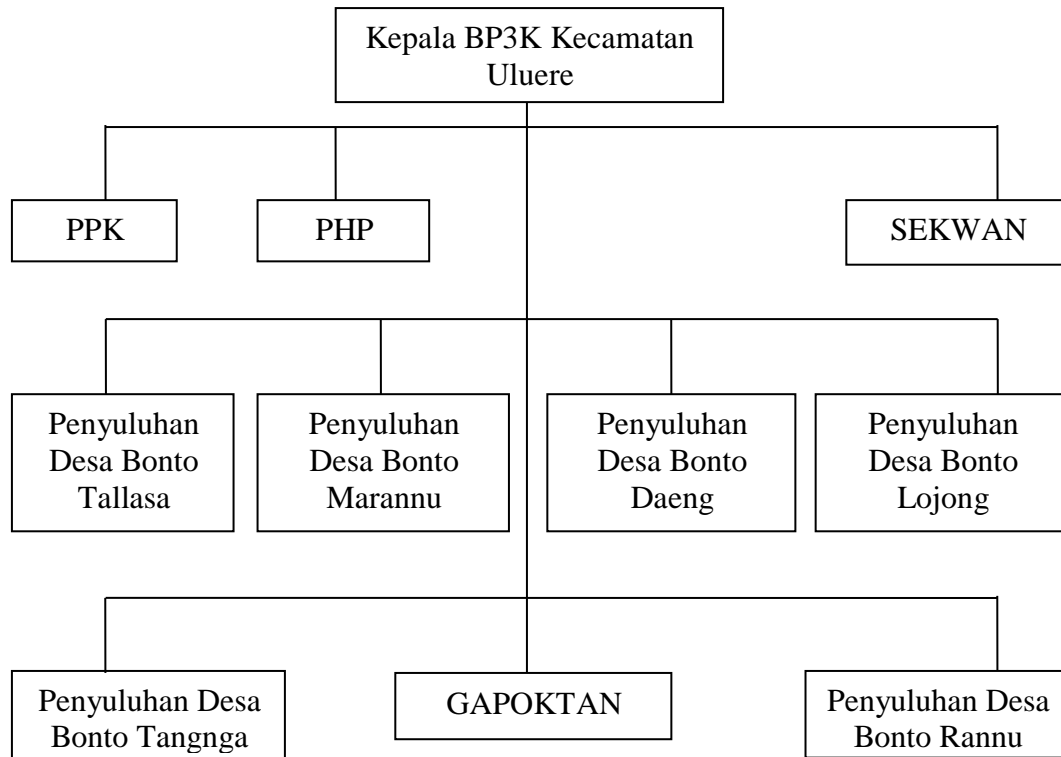 Kepala BP3K Kecamatan
Uluere
PPK
PHP
SEKWAN
Penyuluhan
Desa Bonto
Tallasa
Penyuluhan
Desa Bonto
Marannu
Penyuluhan
Desa Bonto
Daeng
Penyuluhan
Desa Bonto
Lojong
Penyuluhan Desa
Bonto Tangnga
GAPOKTAN
Penyuluhan Desa
Bonto Rannu